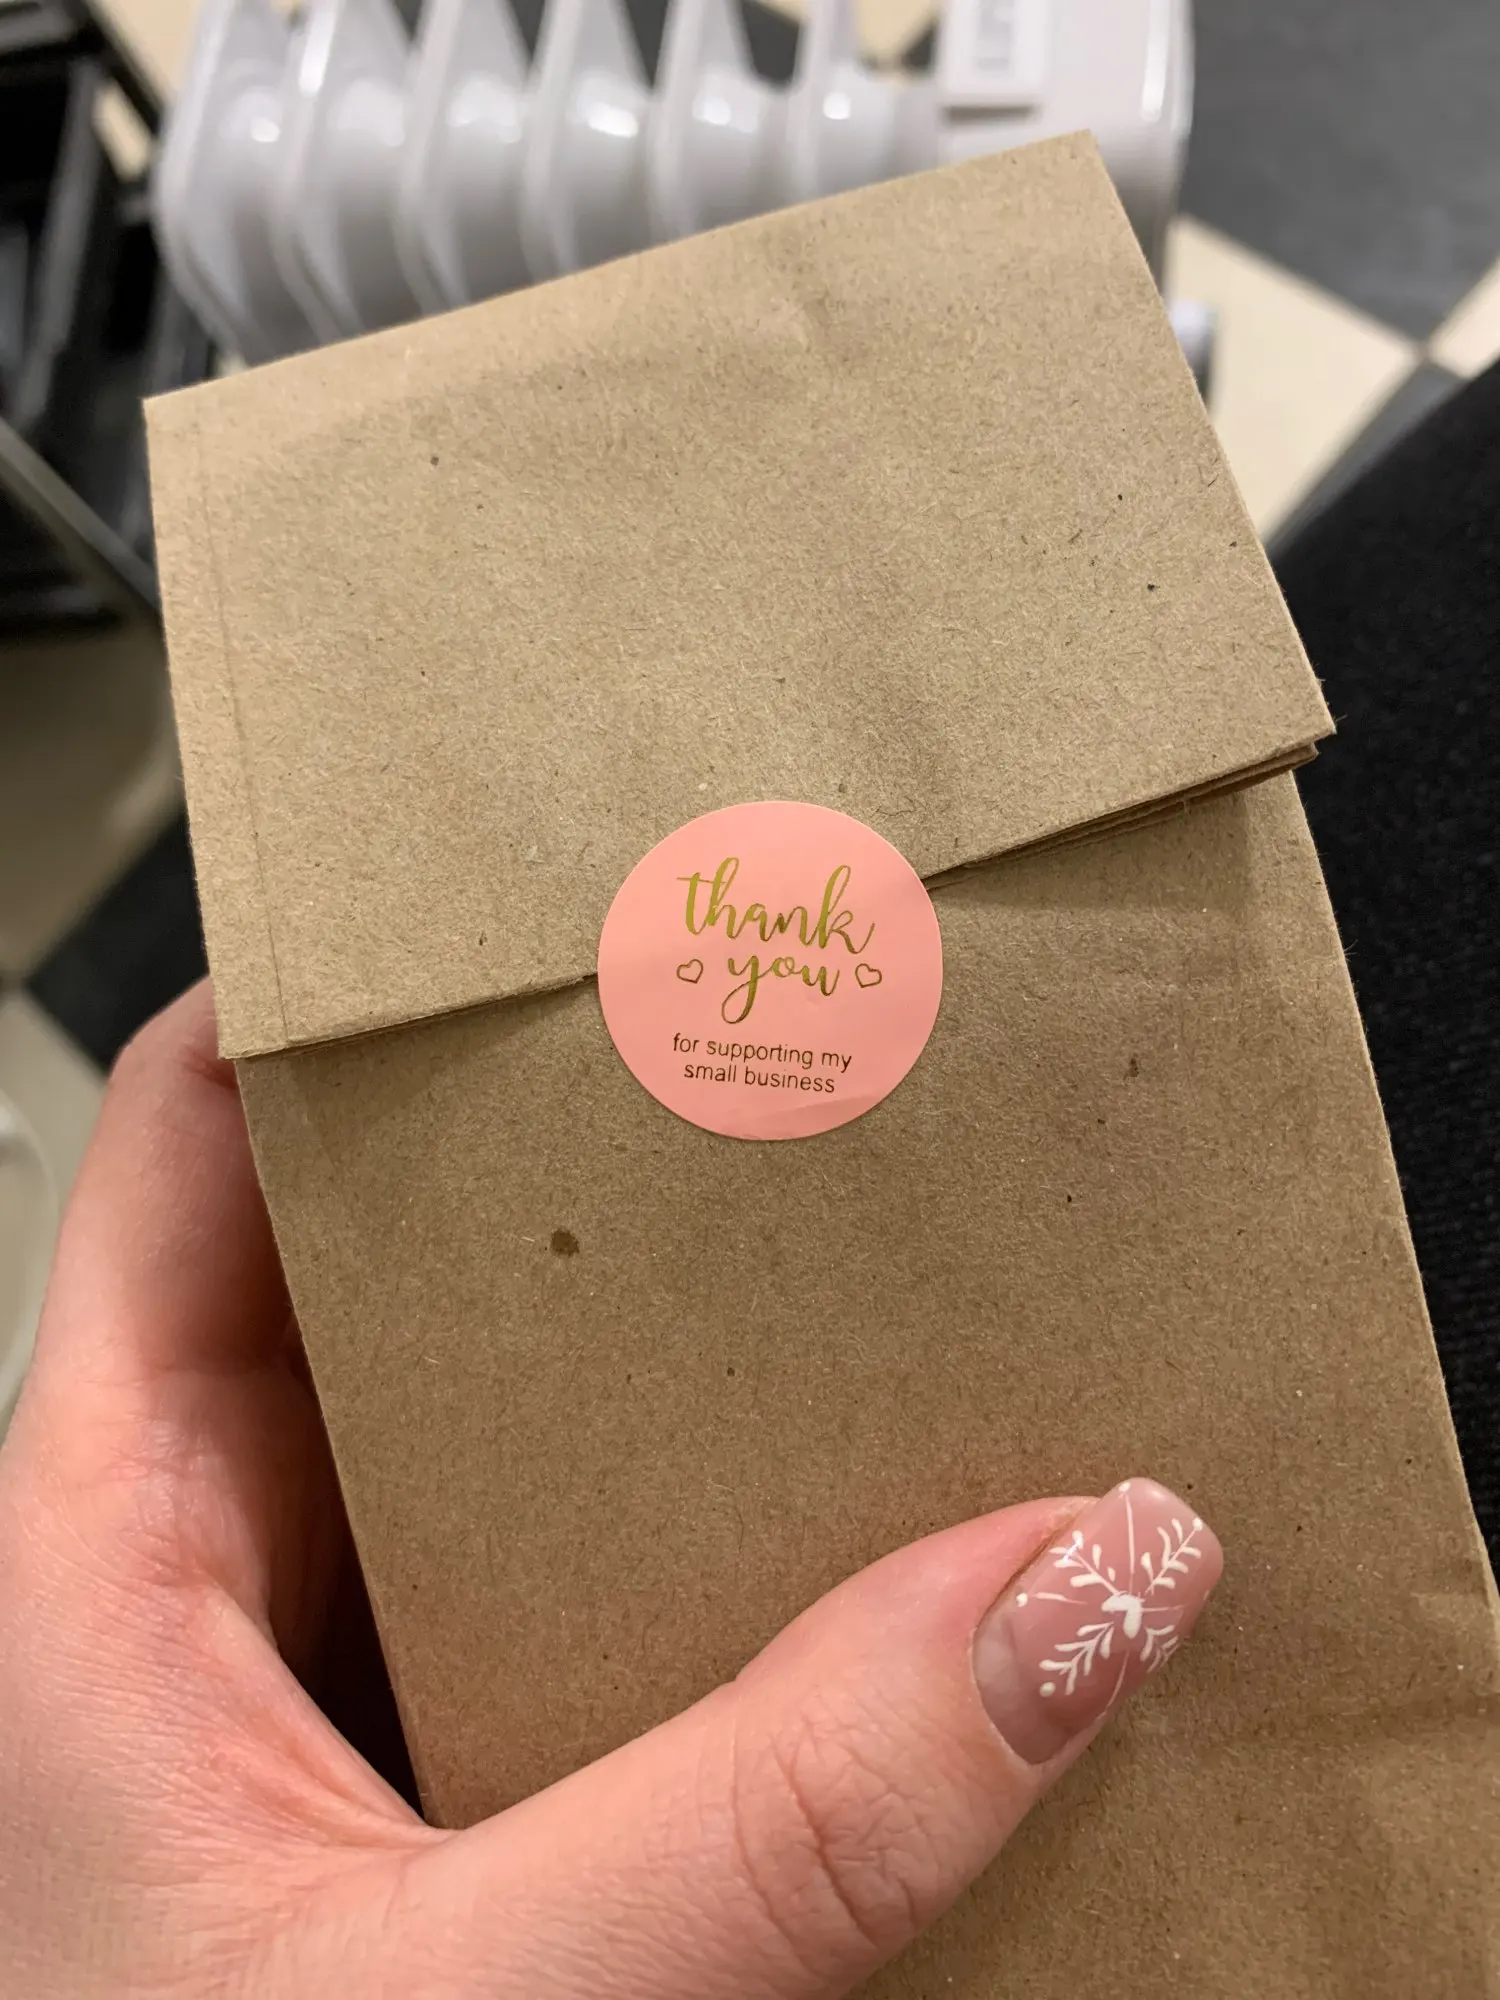 thank
you
for supporting my
small business